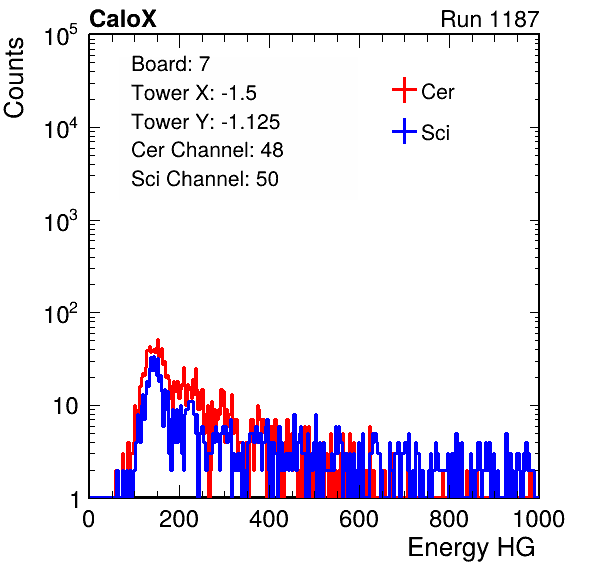 CaloX Run 1187
Board: 7
Tower X: -1.5
Tower Y: -1.125
Cer Channel: 48
Sci Channel: 50
Cer
Sci
Counts
10^5
10^4
10^3
10^2
10
1
0 200 400 600 800 1000
Energy HG